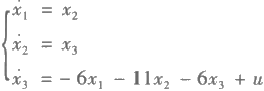 ẋ₁ = x₂
ẋ₂ = x₃
ẋ₃ = − 6x₁ − 11x₂ − 6x₃ + u